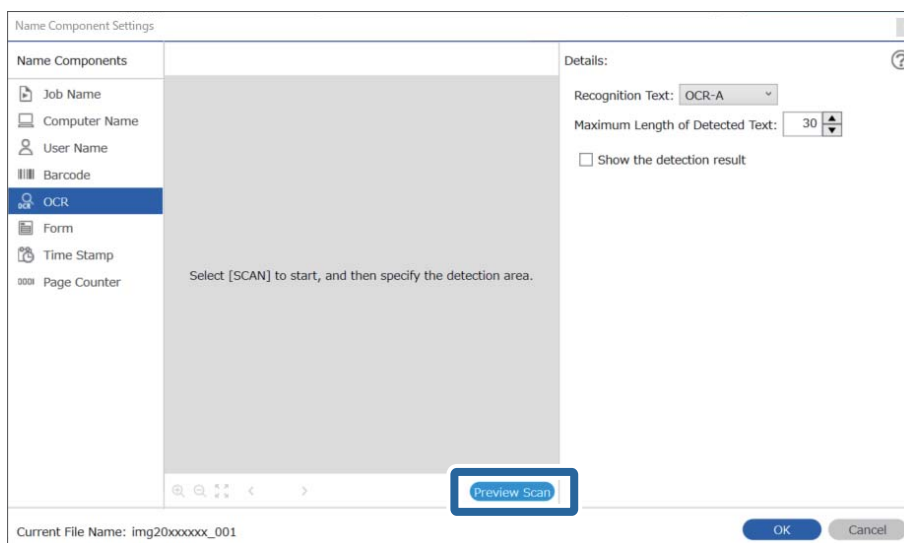 Name Component Settings
Name Components
Job Name
Computer Name
User Name
Barcode
OCR
OCR
Form
Time Stamp
0001 Page Counter
Select [SCAN] to start, and then specify the detection area.
Preview Scan
Details:
?
Recognition Text: OCR-A
Maximum Length of Detected Text: 30
Show the detection result
Current File Name: img20xxxxxx_001
OK
Cancel